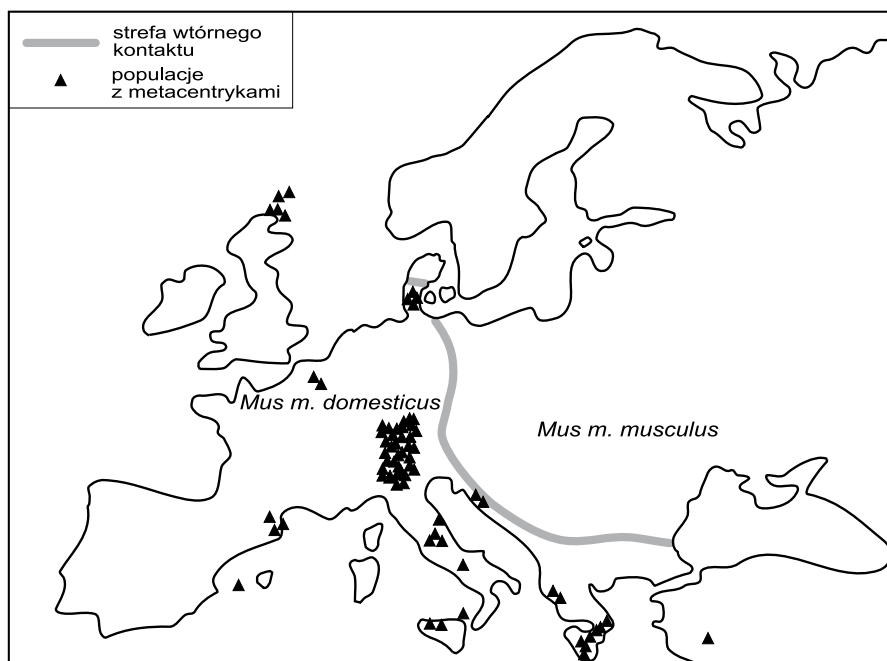 strefa wtórnego
kontaktu
populacje
z metacentrykami
Mus m. domesticus
Mus m. musculus